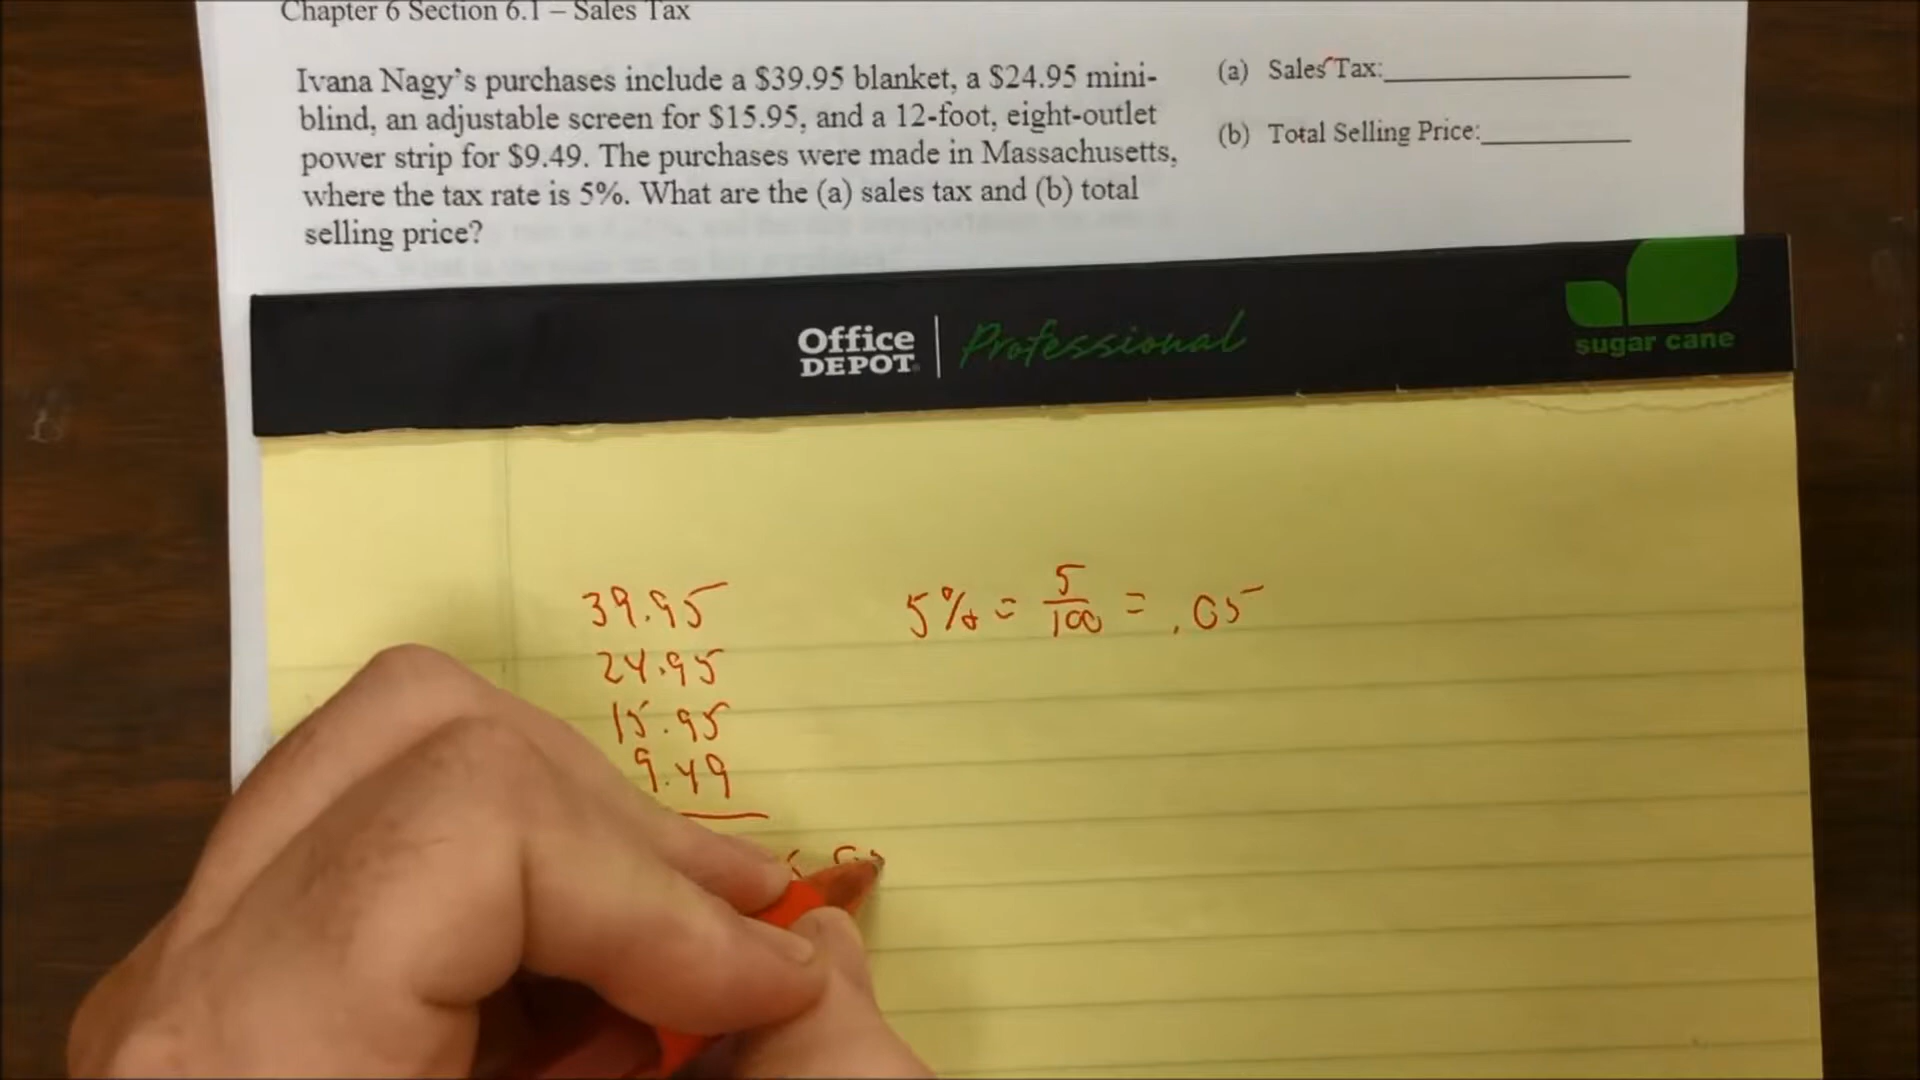 Chapter 6 Section 6.1 – Sales Tax
Ivana Nagy's purchases include a $39.95 blanket, a $24.95 mini-
blind, an adjustable screen for $15.95, and a 12-foot, eight-outlet
power strip for $9.49. The purchases were made in Massachusetts,
where the tax rate is 5%. What are the (a) sales tax and (b) total
selling price?
(a) Sales Tax:
(b) Total Selling Price:
Office
DEPOT
Professional
sugar cane
39.95
24.95
15.95
9.49
5% = 5/100 = .05